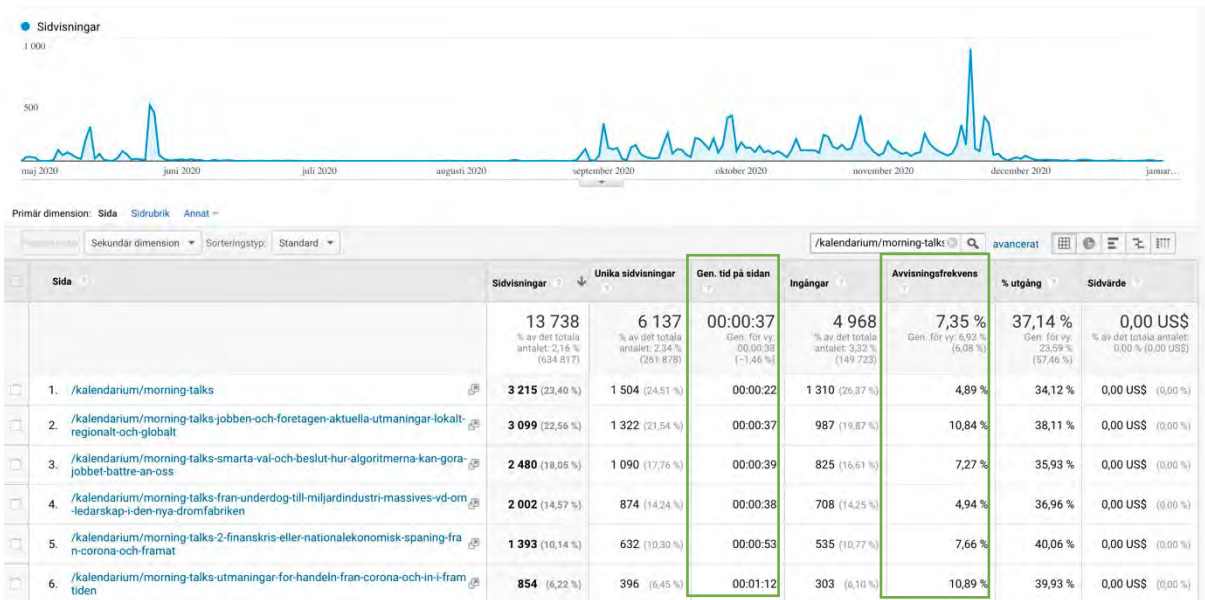 Sidvisningar
1 000
500
maj 2020 juni 2020 juli 2020 augusti 2020 september 2020 oktober 2020 november 2020 december 2020 januar...
Primär dimension: Sida Sidrubrik Annat
Sekundär dimension Sorteringstyp: Standard /kalendarium/morning-talks avancerat
Sida ? Sidvisningar ? Unika sidvisningar ? Gen. tid på sidan ? Ingångar ? Avvisningsfrekvens ? % utgång ? Sidvärde ?
13 738 6 137 00:00:37 4 968 7,35 % 37,14 % 0,00 US$
% av det totala antalet: 2,16 % (634 817) % av det totala antalet: 2,34 % (261 878) Gen. för vy: 00:00:38 (-1,46 %) % av det totala antalet: 3,32 % (149 723) Gen. för vy: 6,93 % (6,08 %) Gen. för vy: 23,59 % (57,46 %) % av det totala antalet: 0,00 % (0,00 US$)
1. /kalendarium/morning-talks 3 215 (23,40 %) 1 504 (24,51 %) 00:00:22 1 310 (26,37 %) 4,89 % 34,12 % 0,00 US$ (0,00 %)
2. /kalendarium/morning-talks-jobben-och-foretagen-aktuella-utmaningar-lokalt-
regionalt-och-globalt 3 099 (22,56 %) 1 322 (21,54 %) 00:00:37 987 (19,87 %) 10,84 % 38,11 % 0,00 US$ (0,00 %)
3. /kalendarium/morning-talks-smarta-val-och-beslut-hur-algoritmerna-kan-gora-
jobbet-battre-an-oss 2 480 (18,05 %) 1 090 (17,76 %) 00:00:39 825 (16,61 %) 7,27 % 35,93 % 0,00 US$ (0,00 %)
4. /kalendarium/morning-talks-fran-underdog-till-miljardindustri-massives-vd-om
-ledarskap-i-den-nya-dromfabriken 2 002 (14,57 %) 874 (14,24 %) 00:00:38 708 (14,25 %) 4,94 % 36,96 % 0,00 US$ (0,00 %)
5. /kalendarium/morning-talks-2-finanskris-eller-nationalekonomisk-spaning-fra
n-corona-och-framat 1 393 (10,14 %) 632 (10,30 %) 00:00:53 535 (10,77 %) 7,66 % 40,06 % 0,00 US$ (0,00 %)
6. /kalendarium/morning-talks-utmaningar-for-handeln-fran-corona-och-in-i-fram
tiden 854 (6,22 %) 396 (6,45 %) 00:01:12 303 (6,10 %) 10,89 % 39,93 % 0,00 US$ (0,00 %)